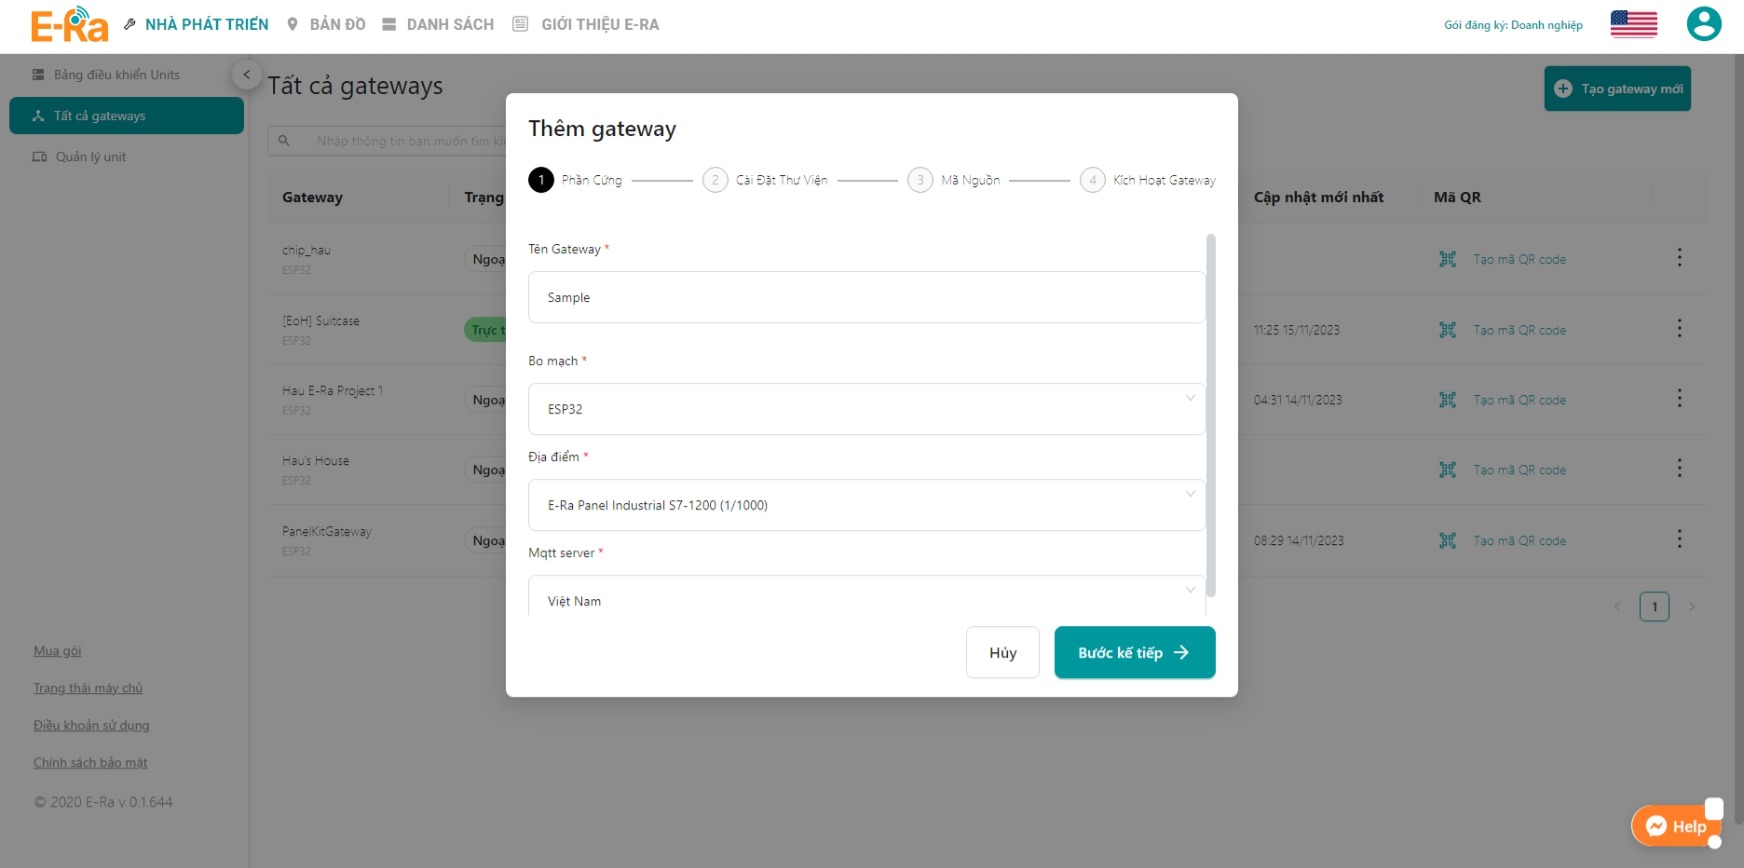 E-Ra
NHÀ PHÁT TRIỂN
BẢN ĐỒ
DANH SÁCH
GIỚI THIỆU E-RA
Gói đăng ký: Doanh nghiệp
Bảng điều khiển Units
Tất cả gateways
Quản lý unit
Tất cả gateways
Tạo gateway mới
Nhập thông tin bạn muốn tìm
Gateway
Trạng
Cập nhật mới nhất
Mã QR
chip_hau
ESP32
Ngoạ
Tạo mã QR code
[EoH] Suitcase
ESP32
Trực t
11:25 15/11/2023
Tạo mã QR code
Hau E-Ra Project 1
ESP32
Ngoạ
04:31 14/11/2023
Tạo mã QR code
Hau's House
ESP32
Ngoạ
Tạo mã QR code
PanelKitGateway
ESP32
Ngoạ
08:29 14/11/2023
Tạo mã QR code
1
Thêm gateway
1 Phần Cứng
2 Cài Đặt Thư Viện
3 Mã Nguồn
4 Kích Hoạt Gateway
Tên Gateway *
Sample
Bo mạch *
ESP32
Địa điểm *
E-Ra Panel Industrial S7-1200 (1/1000)
Mqtt server *
Việt Nam
Hủy
Bước kế tiếp
Mua gói
Trạng thái máy chủ
Điều khoản sử dụng
Chính sách bảo mật
© 2020 E-Ra v 0.1.644
Help